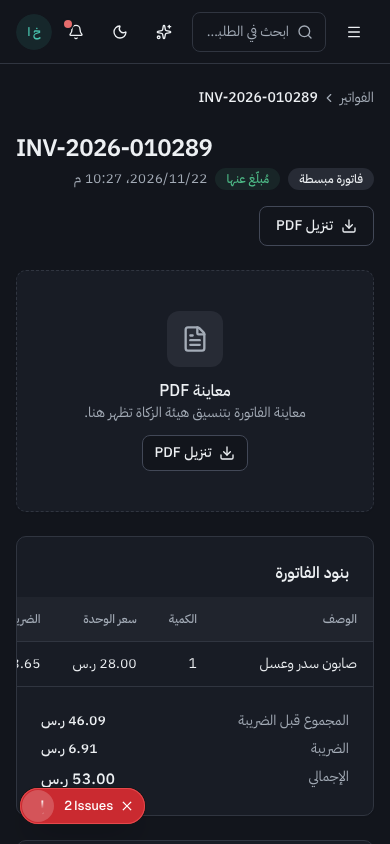 خ ا
ابحث في الطلبـ...
الفواتير › INV-2026-010289
INV-2026-010289
فاتورة مبسطة مُبلّغ عنها 2026/11/22، 10:27 م
تنزيل PDF
معاينة PDF
معاينة الفاتورة بتنسيق هيئة الزكاة تظهر هنا.
تنزيل PDF
بنود الفاتورة
الوصف الكمية سعر الوحدة
صابون سدر وعسل 1 28.00 ر.س
المجموع قبل الضريبة 46.09 ر.س
الضريبة 6.91 ر.س
الإجمالي 53.00 ر.س
2 Issues